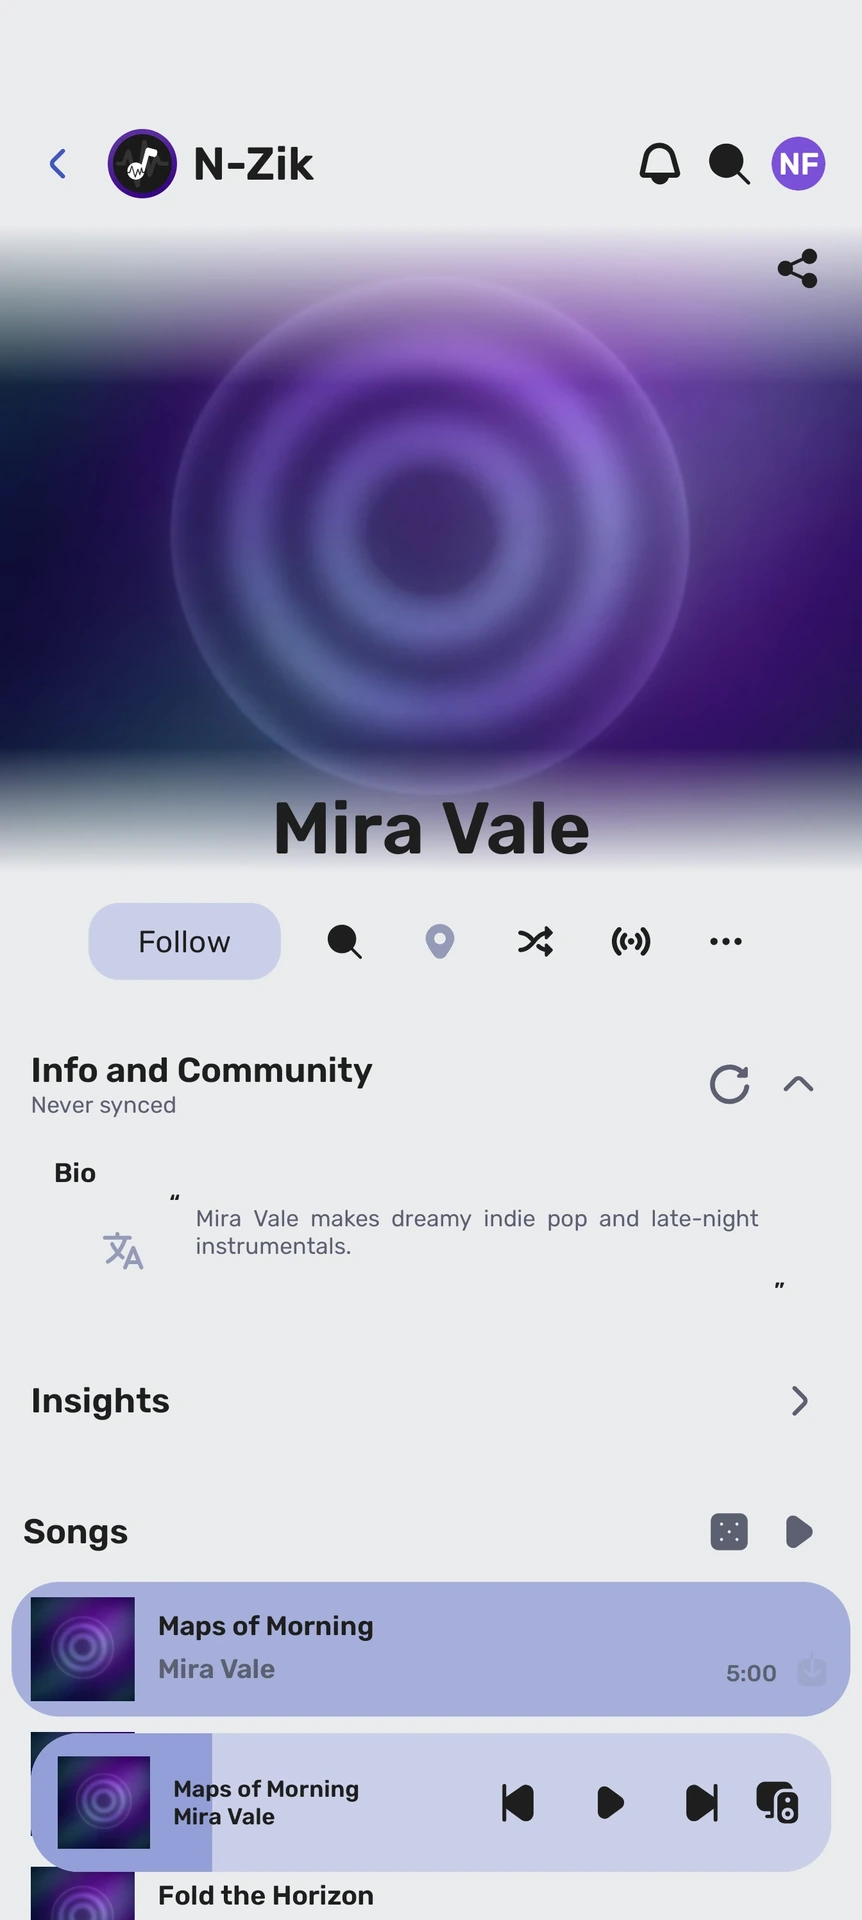 N-Zik
NF
Mira Vale
Follow
Info and Community
Never synced
Bio
“
Mira Vale makes dreamy indie pop and late-night
instrumentals.
”
Insights
Songs
Maps of Morning
Mira Vale
5:00
Maps of Morning
Mira Vale
Fold the Horizon